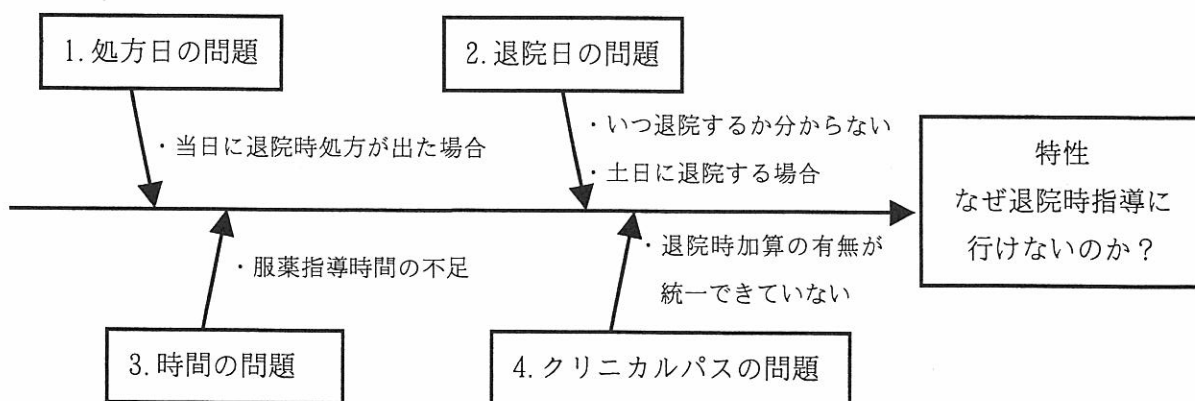 1.処方日の問題
2.退院日の問題
・当日に退院時処方が出た場合
・いつ退院するか分からない
・土日に退院する場合
特性
なぜ退院時指導に
行けないのか？
・服薬指導時間の不足
・退院時加算の有無が
統一できていない
3.時間の問題
4.クリニカルパスの問題